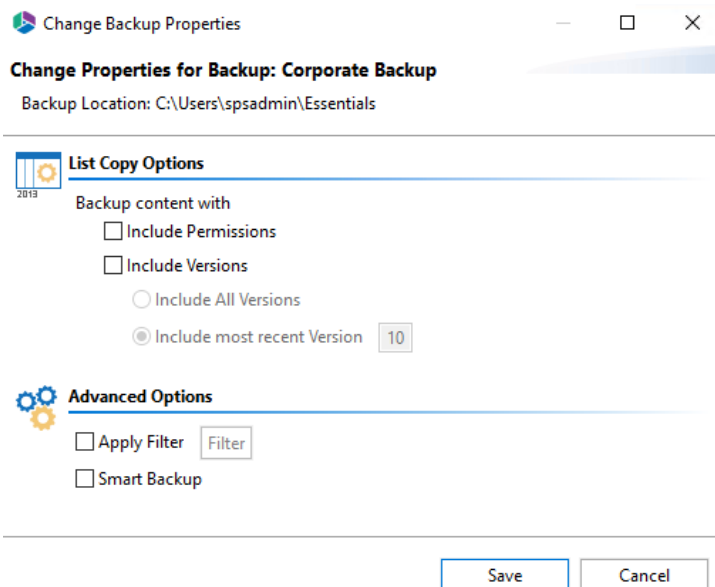 Change Backup Properties
Change Properties for Backup: Corporate Backup
Backup Location: C:\Users\spsadmin\Essentials
List Copy Options
2013
Backup content with
Include Permissions
Include Versions
Include All Versions
Include most recent Version 10
Advanced Options
Apply Filter Filter
Smart Backup
Save Cancel